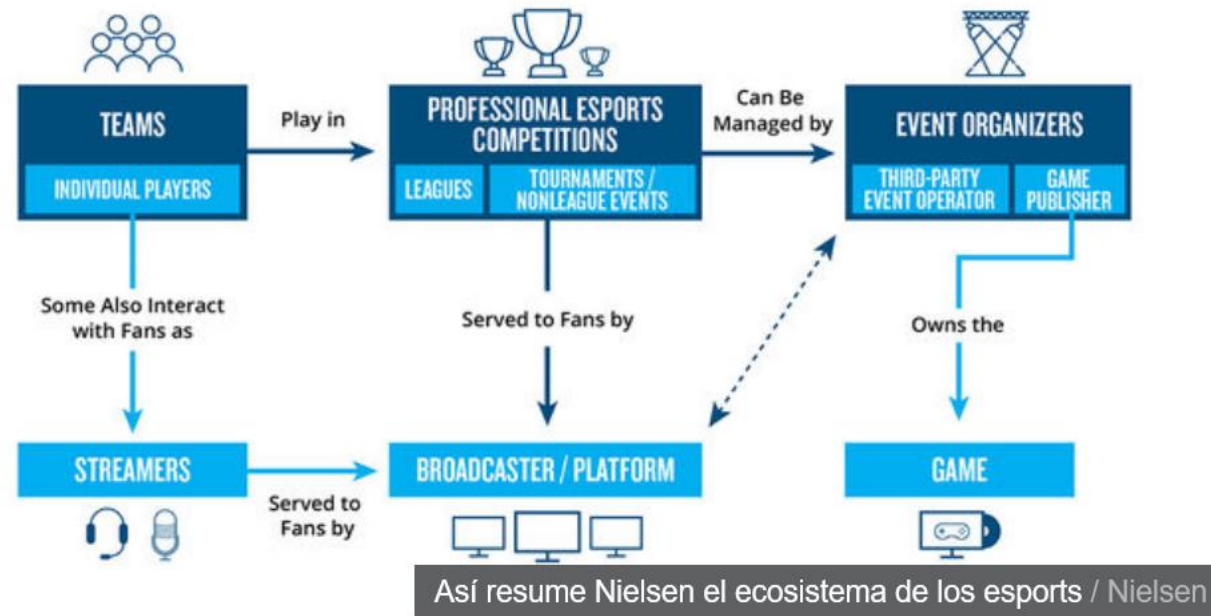 TEAMS
INDIVIDUAL PLAYERS
Play in
PROFESSIONAL ESPORTS
COMPETITIONS
LEAGUES
TOURNAMENTS /
NONLEAGUE EVENTS
Can Be
Managed by
EVENT ORGANIZERS
THIRD-PARTY
EVENT OPERATOR
GAME
PUBLISHER
Some Also Interact
with Fans as
Served to Fans by
Owns the
STREAMERS
Served to
Fans by
BROADCASTER / PLATFORM
GAME
Así resume Nielsen el ecosistema de los esports / Nielsen